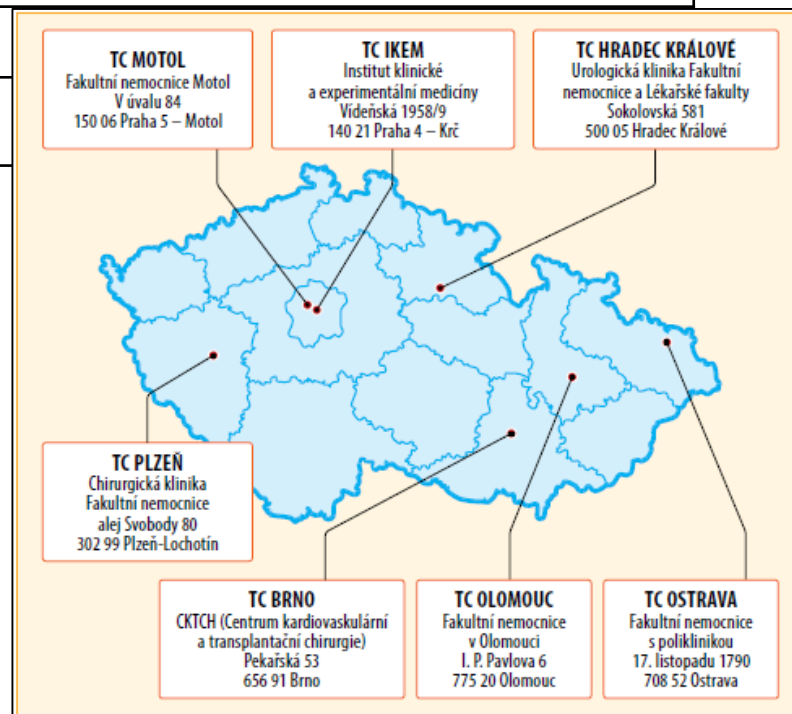 TC MOTOL
Fakultní nemocnice Motol
V úvalu 84
150 06 Praha 5 – Motol
TC IKEM
Institut klinické
a experimentální medicíny
Vídeňská 1958/9
140 21 Praha 4 – Krč
TC HRADEC KRÁLOVÉ
Urologická klinika Fakultní
nemocnice a Lékařské fakulty
Sokolovská 581
500 05 Hradec Králové
TC PLZEŇ
Chirurgická klinika
Fakultní nemocnice
alej Svobody 80
302 99 Plzeň-Lochotín
TC BRNO
CKTCH (Centrum kardiovaskulární
a transplantační chirurgie)
Pekařská 53
656 91 Brno
TC OLOMOUC
Fakultní nemocnice
v Olomouci
I. P. Pavlova 6
775 20 Olomouc
TC OSTRAVA
Fakultní nemocnice
s poliklinikou
17. listopadu 1790
708 52 Ostrava